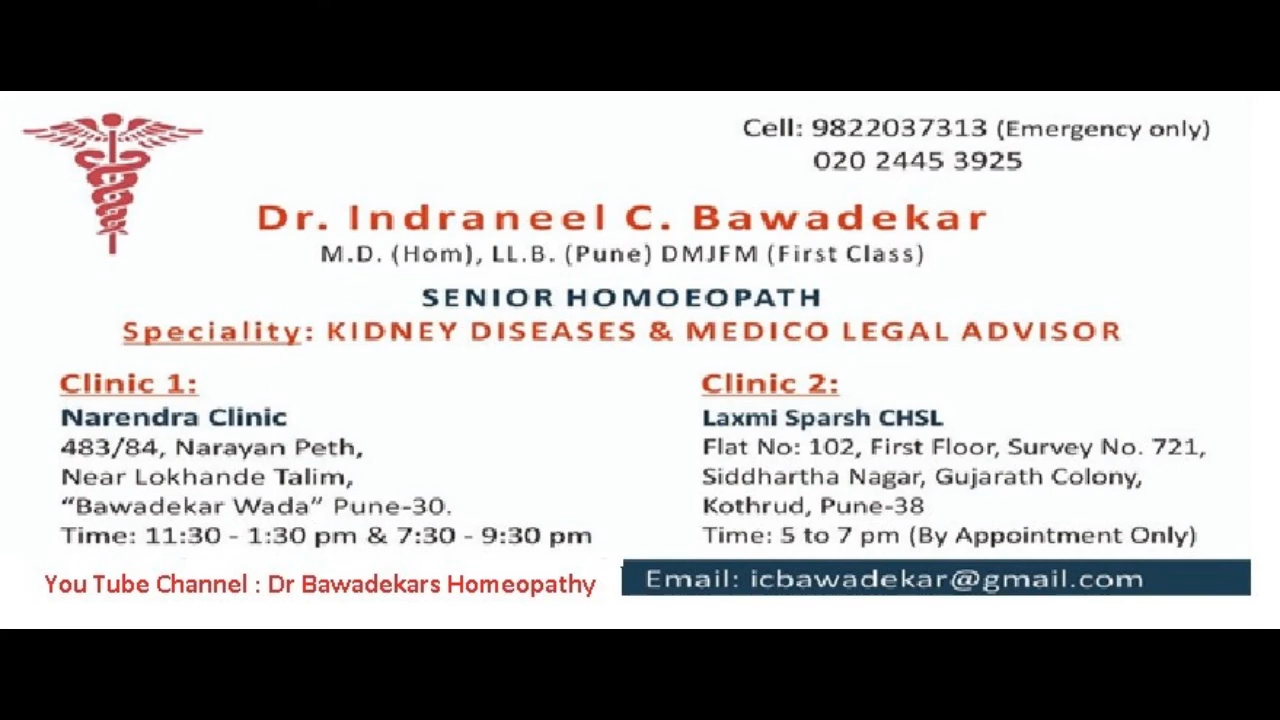 Cell: 9822037313 (Emergency only)
020 2445 3925
Dr. Indraneel C. Bawadekar
M.D. (Hom), LL.B. (Pune) DMJFM (First Class)
SENIOR HOMOEOPATH
Speciality: KIDNEY DISEASES & MEDICO LEGAL ADVISOR
Clinic 1:
Narendra Clinic
483/84, Narayan Peth,
Near Lokhande Talim,
“Bawadekar Wada” Pune-30.
Time: 11:30 - 1:30 pm & 7:30 - 9:30 pm
Clinic 2:
Laxmi Sparsh CHSL
Flat No: 102, First Floor, Survey No. 721,
Siddhartha Nagar, Gujarath Colony,
Kothrud, Pune-38
Time: 5 to 7 pm (By Appointment Only)
You Tube Channel : Dr Bawadekars Homeopathy
Email: icbawadekar@gmail.com